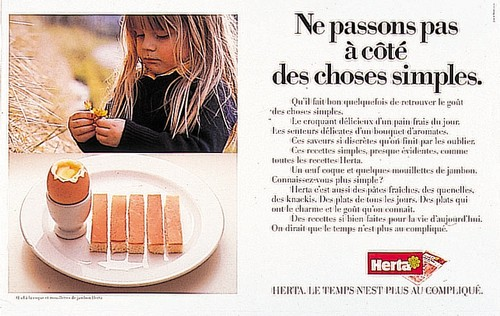 Ne passons pas
à côté
des choses simples.
Qu'il fait bon quelquefois de retrouver le goût
des choses simples.
Le croquant délicieux d'un pain frais du jour.
Les senteurs délicates d'un bouquet d'aromates.
Ces saveurs si discrètes qu'on finit par les oublier.
Ces recettes simples, presque évidentes, comme
toutes les recettes Herta.
Un œuf coque et quelques mouillettes de jambon.
Connaissez-vous plus simple?
Herta c'est aussi des pâtes fraîches, des quenelles,
des knackis. Des plats de tous les jours. Des plats qui
ont le charme et le goût qu'on connaît.
Des recettes si bien faites pour la vie d'aujourd'hui.
On dirait que le temps n'est plus au compliqué.
Herta
HERTA. LE TEMPS N'EST PLUS AU COMPLIQUÉ.
Œuf à la coque et mouillettes de jambon Herta